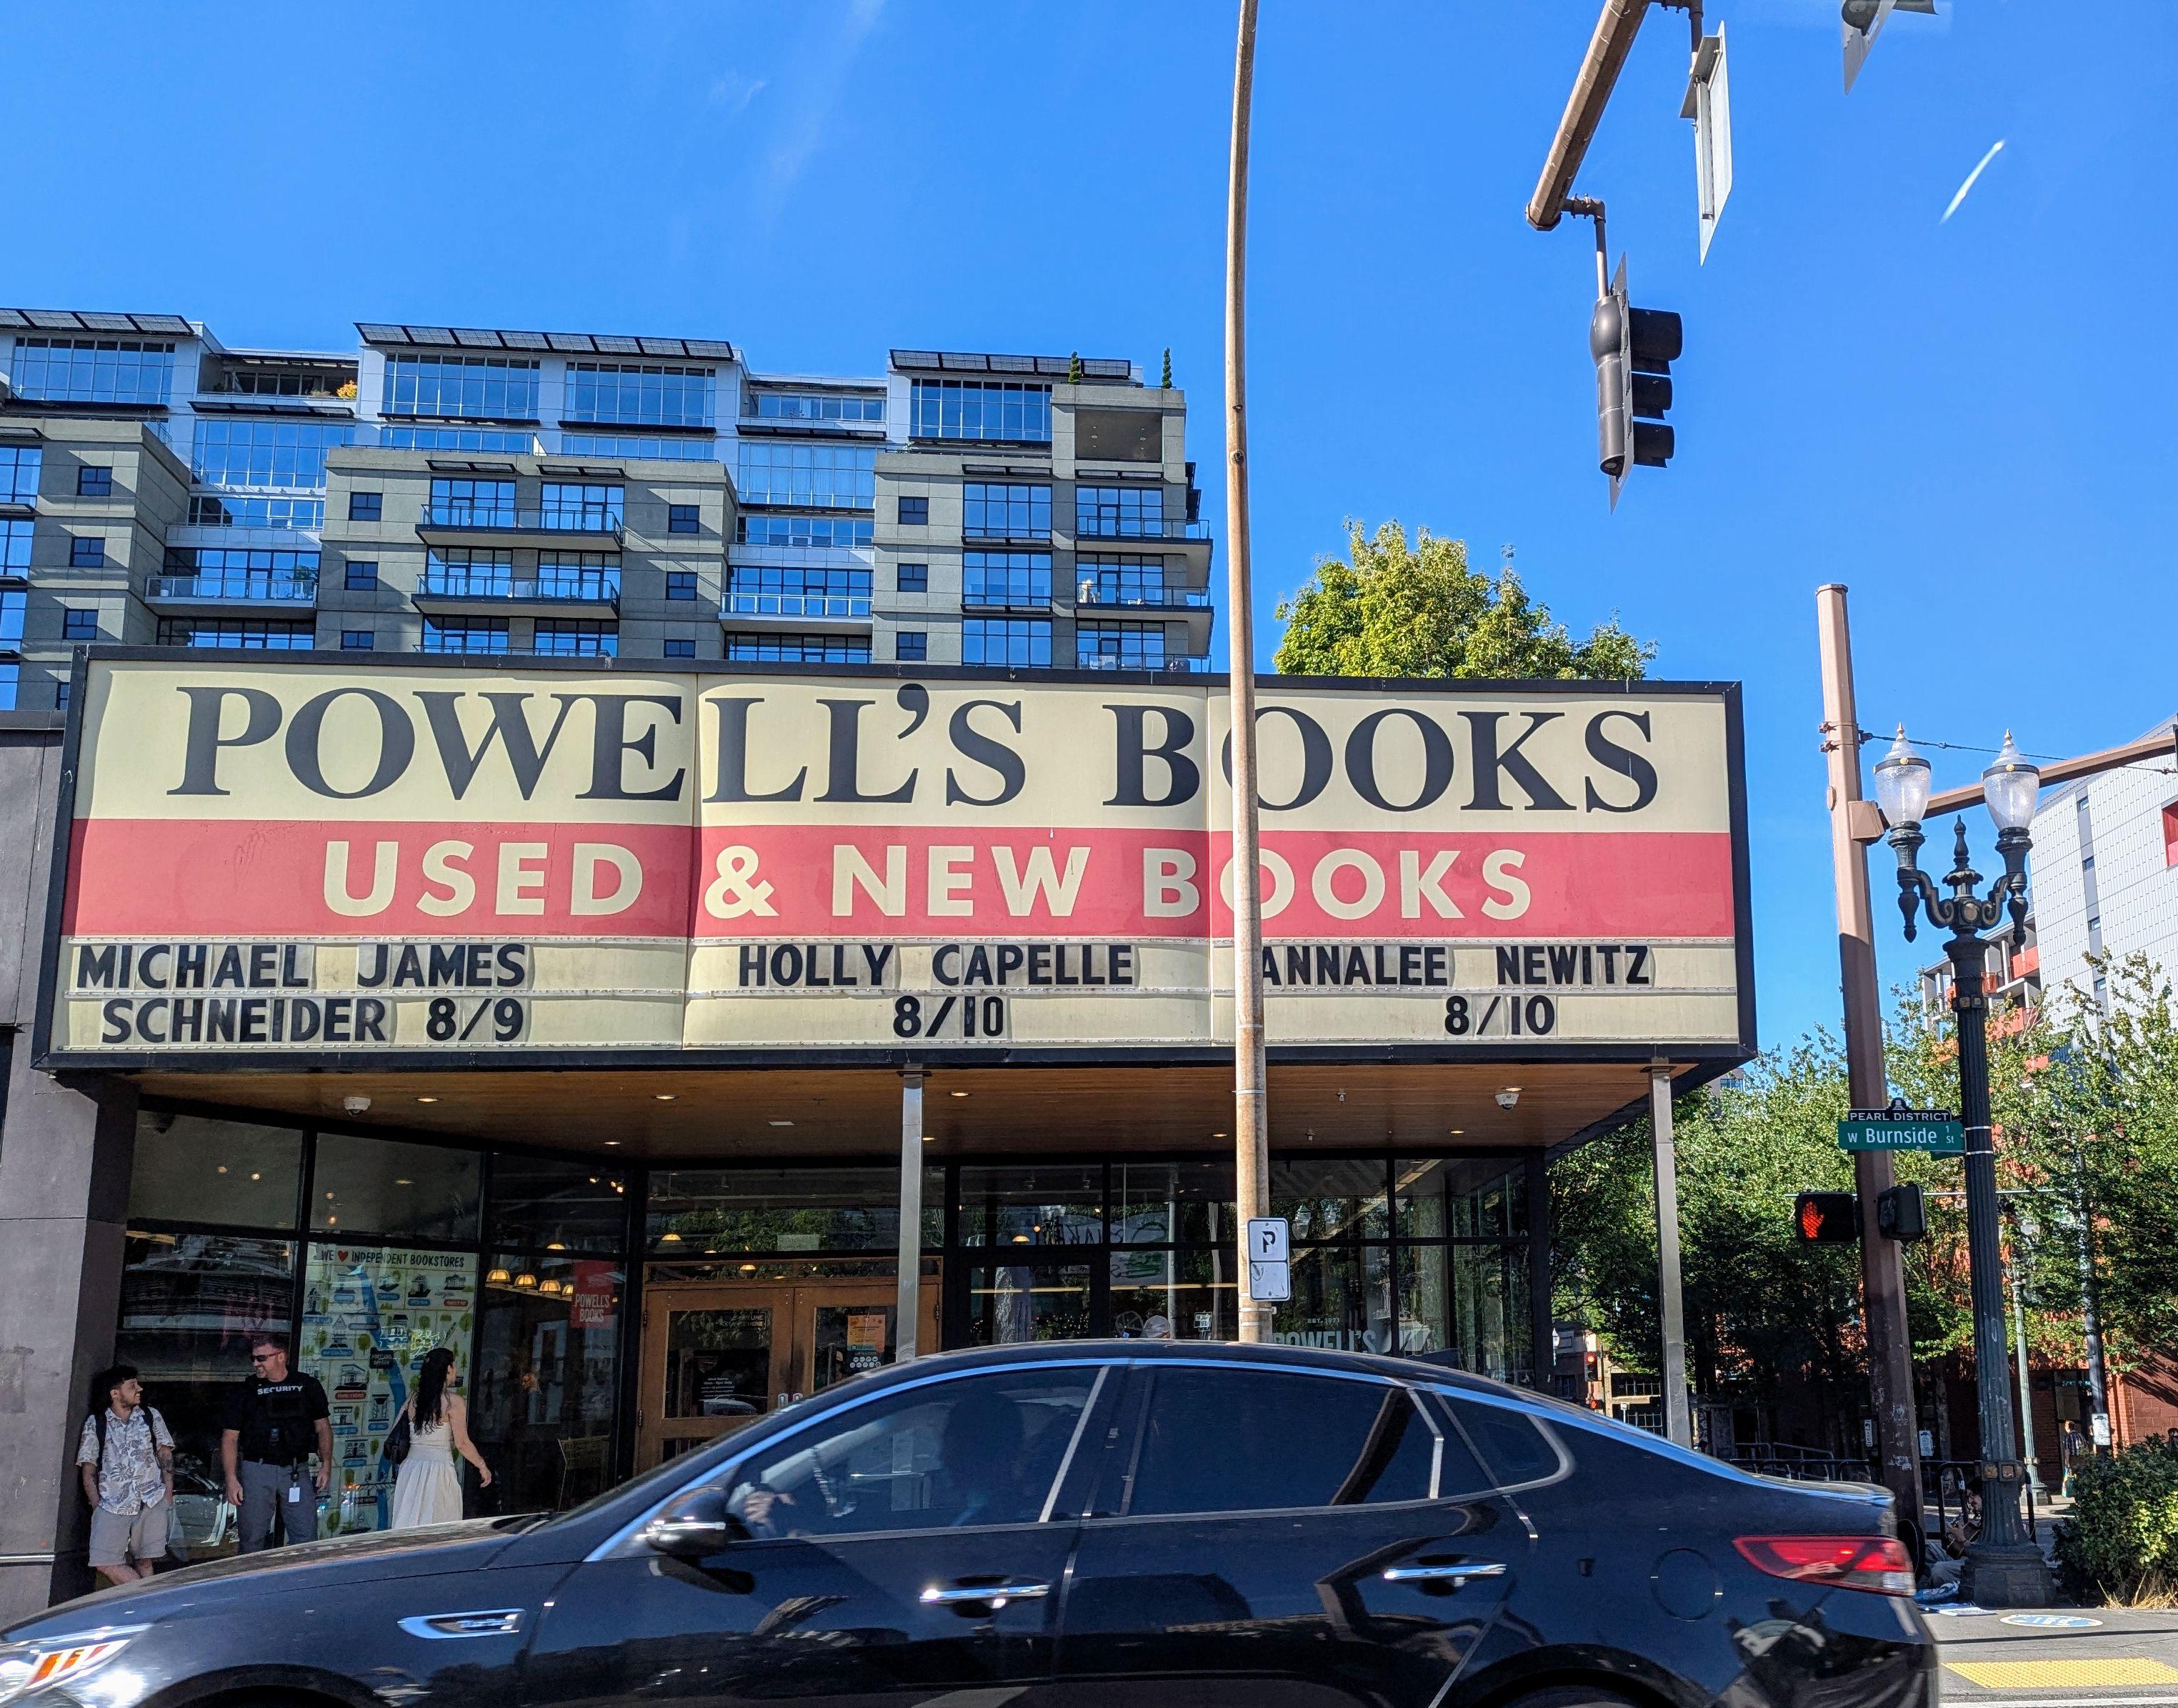 POWELL'S BOOKS
USED & NEW BOOKS
MICHAEL JAMES
SCHNEIDER 8/9
HOLLY CAPELLE
8/10
ANNALEE NEWITZ
8/10
PEARL DISTRICT
W Burnside St
WE ❤ INDEPENDENT BOOKSTORES
POWELL'S
BOOKS
SECURITY
P
POWELL'S